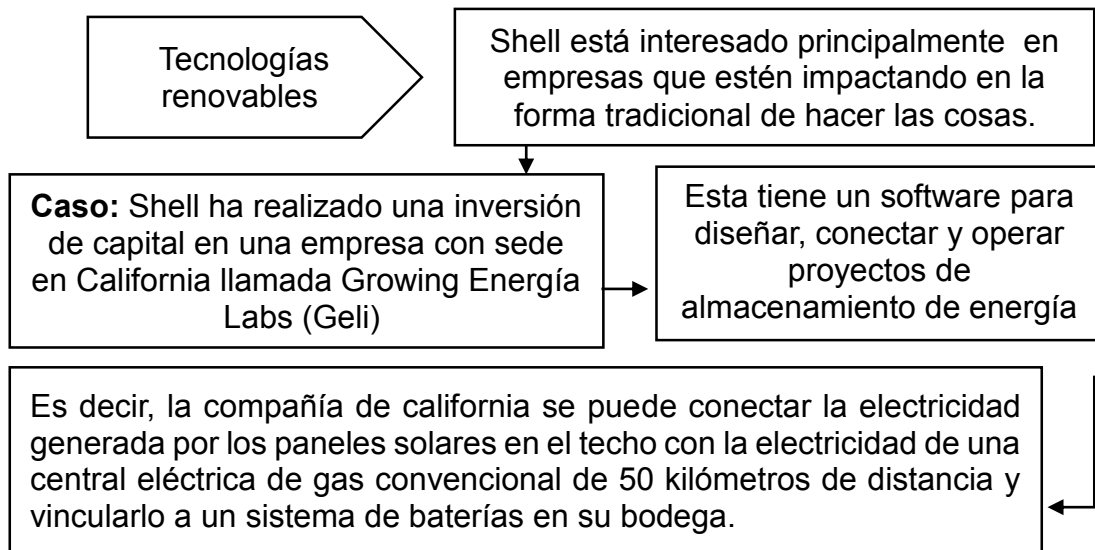 Tecnologías
renovables
Shell está interesado principalmente en
empresas que estén impactando en la
forma tradicional de hacer las cosas.
Caso: Shell ha realizado una inversión
de capital en una empresa con sede
en California llamada Growing Energía
Labs (Geli)
Esta tiene un software para
diseñar, conectar y operar
proyectos de
almacenamiento de energía
Es decir, la compañía de california se puede conectar la electricidad
generada por los paneles solares en el techo con la electricidad de una
central eléctrica de gas convencional de 50 kilómetros de distancia y
vincularlo a un sistema de baterías en su bodega.